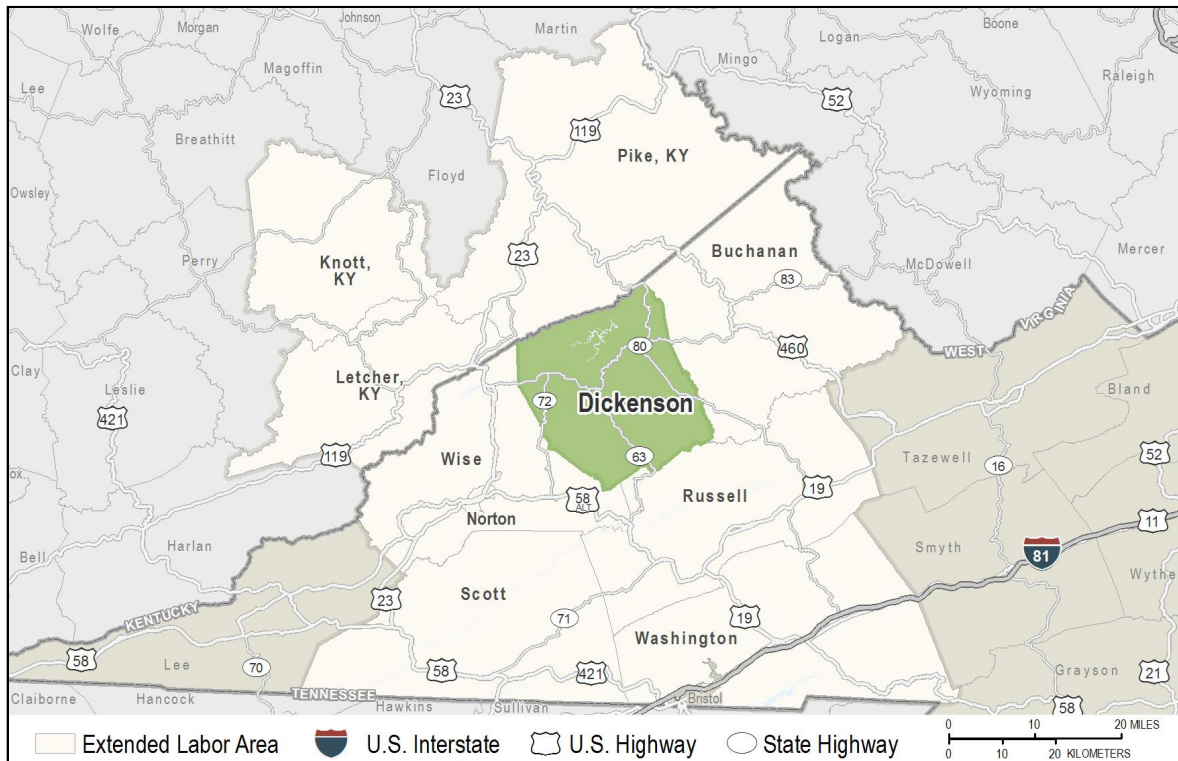 Johnson
Wolfe
Morgan
Martin
Boone
Logan
Mingo
Magoffin
Lee
23
52
Raleigh
Wyoming
Breathitt
119
Pike, KY
Floyd
Owsley
Mercer
Perry
23
Buchanan
Knott,
KY
McDowell
83
VIRGINIA
WEST
80
460
Clay
Leslie
Letcher,
KY
Bland
72
Dickenson
421
119
Wise
63
Tazewell
52
16
19
58
ALT
Russell
Norton
11
Bell
Harlan
Smyth
81
Wythe
Scott
23
KENTUCKY
71
19
Washington
58
Lee
70
58
421
Grayson
21
TENNESSEE
Bristol
Claiborne
Hancock
Hawkins
Sullivan
58
Extended Labor Area
U.S. Interstate
U.S. Highway
State Highway
0 10 20 MILES
0 10 20 KILOMETERS